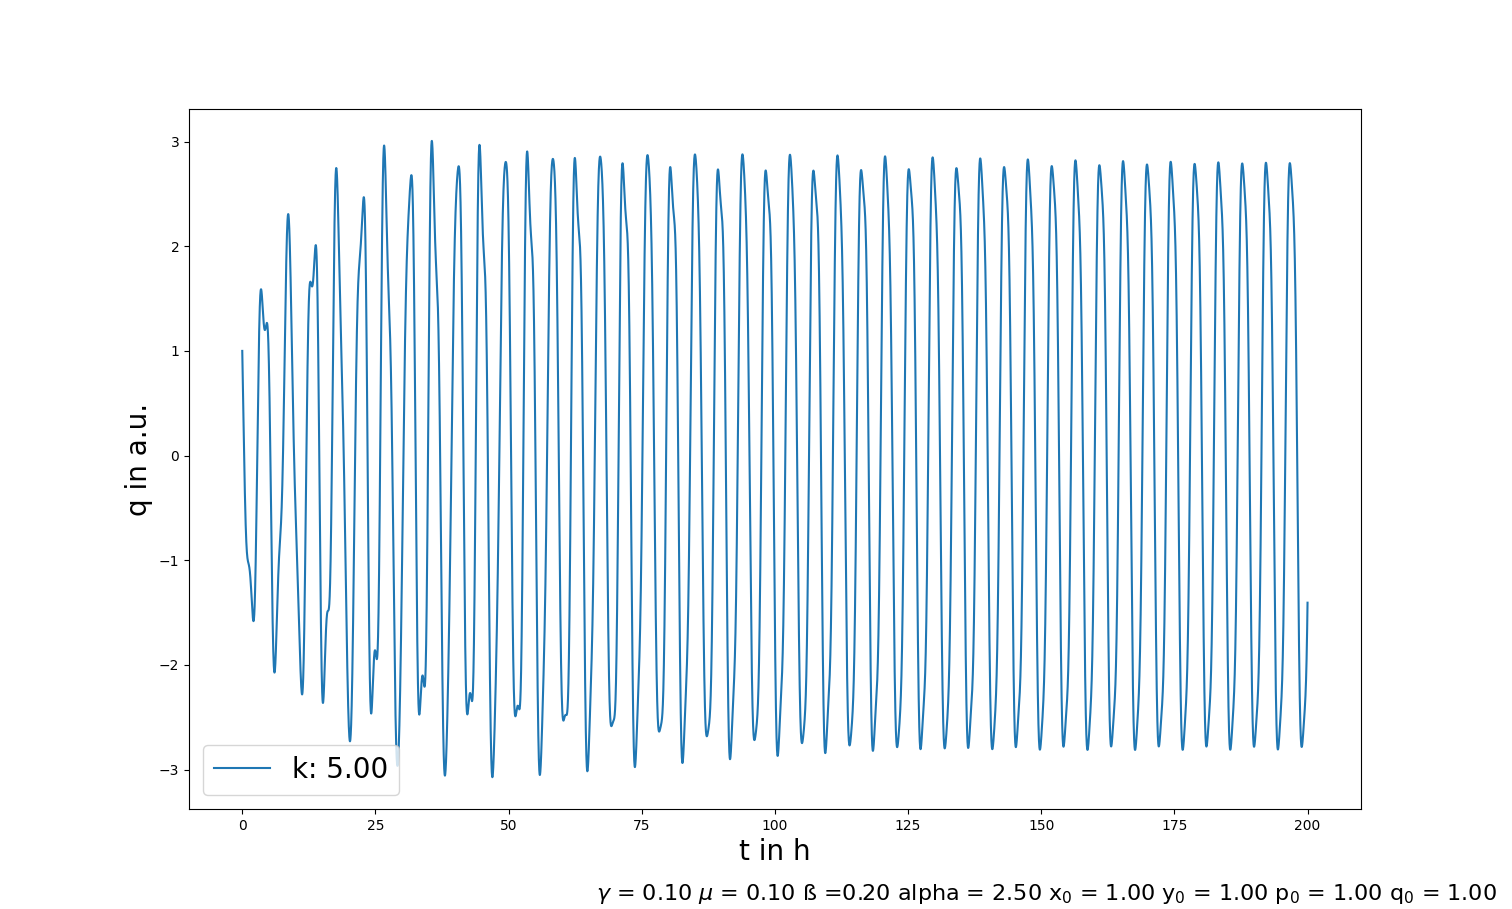 3
2
1
0
−1
−2
−3
q in a.u.
k: 5.00
0 25 50 75 100 125 150 175 200
t in h
γ = 0.10 μ = 0.10 ß =0.20 alpha = 2.50 x₀ = 1.00 y₀ = 1.00 p₀ = 1.00 q₀ = 1.00